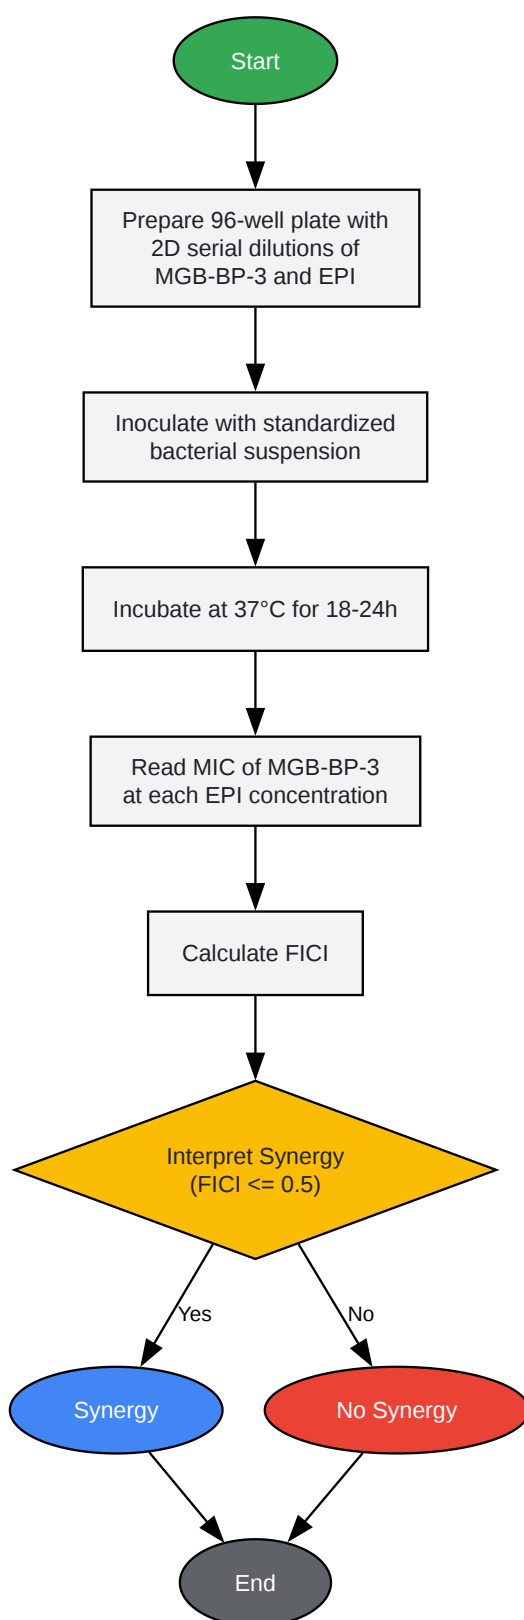 Start
Prepare 96-well plate with
2D serial dilutions of
MGB-BP-3 and EPI
Inoculate with standardized
bacterial suspension
Incubate at 37°C for 18-24h
Read MIC of MGB-BP-3
at each EPI concentration
Calculate FICI
Interpret Synergy
(FICI <= 0.5)
Yes
No
Synergy
No Synergy
End